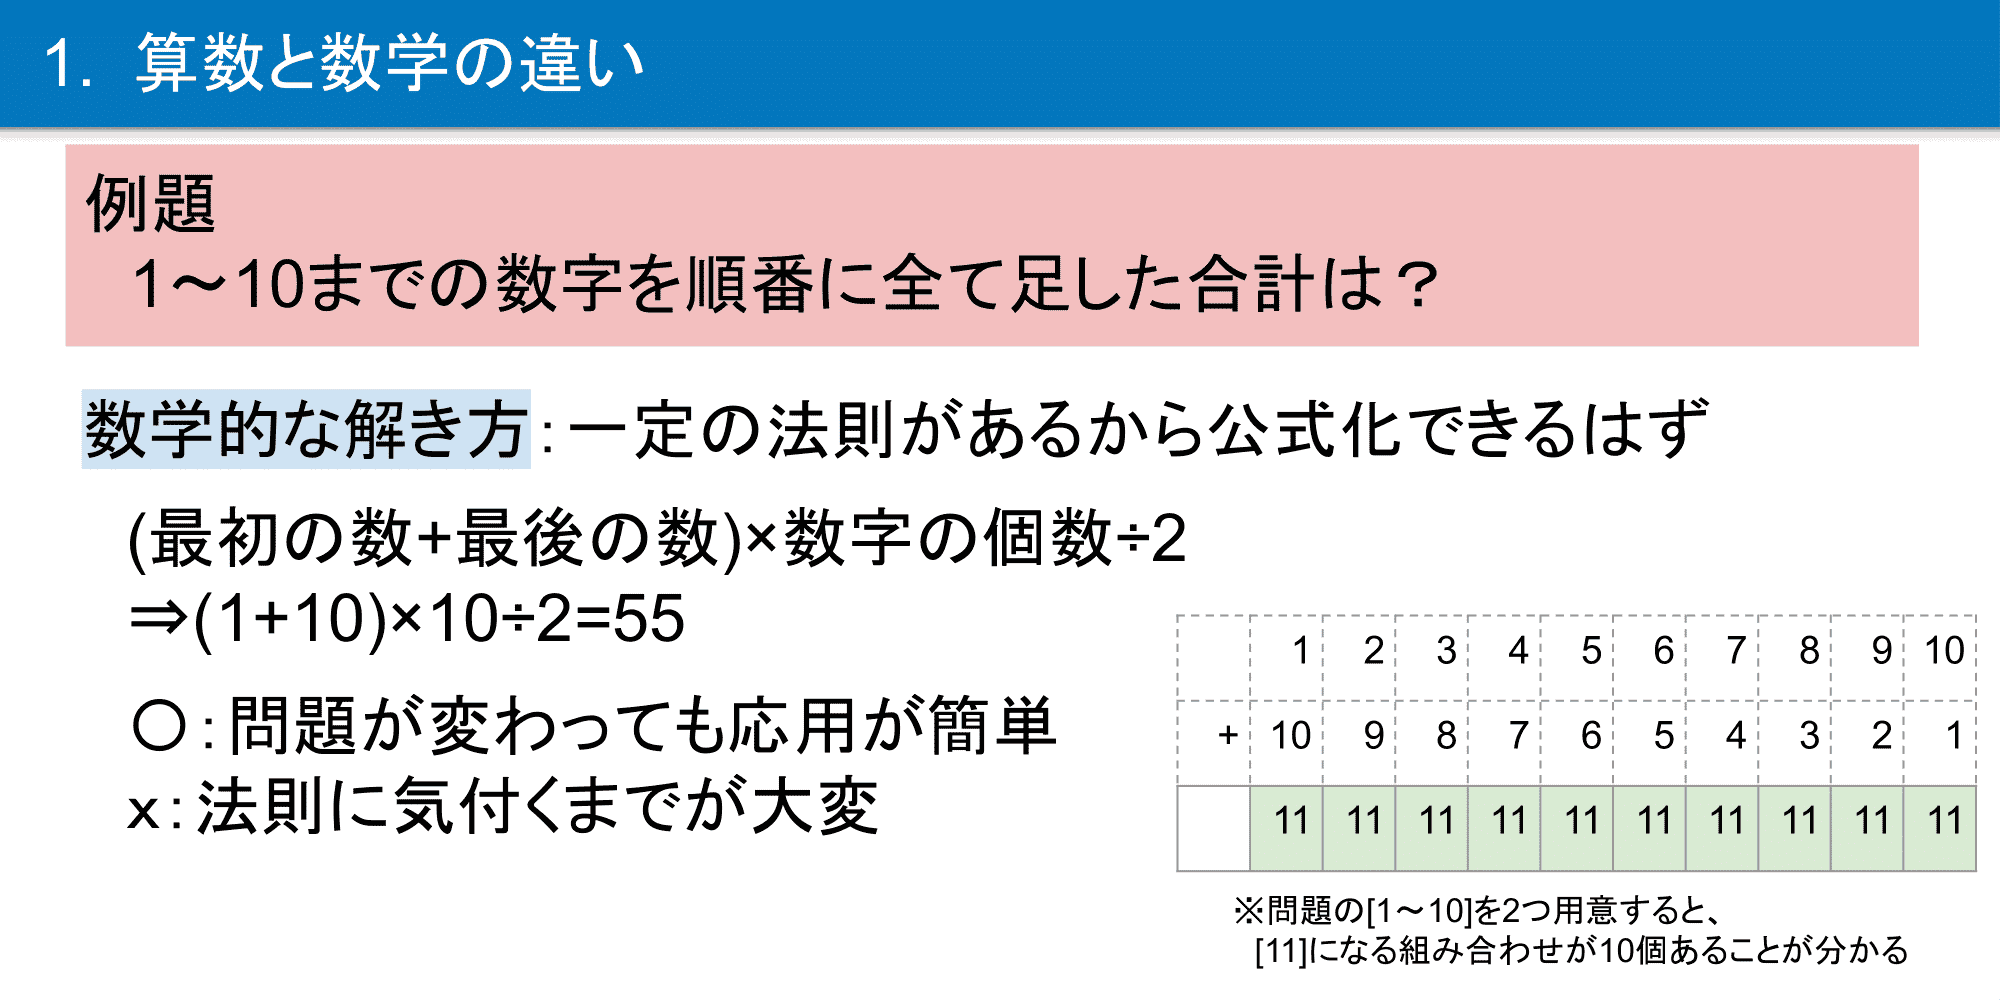 1. 算数と数学の違い
例題
1～10までの数字を順番に全て足した合計は？
数学的な解き方：一定の法則があるから公式化できるはず
(最初の数+最後の数)×数字の個数÷2
⇒(1+10)×10÷2=55
〇：問題が変わっても応用が簡単
x：法則に気付くまでが大変
1 2 3 4 5 6 7 8 9 10
+ 10 9 8 7 6 5 4 3 2 1
11 11 11 11 11 11 11 11 11 11
※問題の[1～10]を2つ用意すると、
[11]になる組み合わせが10個あることが分かる